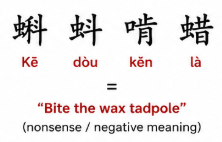 蝌蚪啃蜡
Kē dòu kěn là
=
“Bite the wax tadpole”
(nonsense / negative meaning)